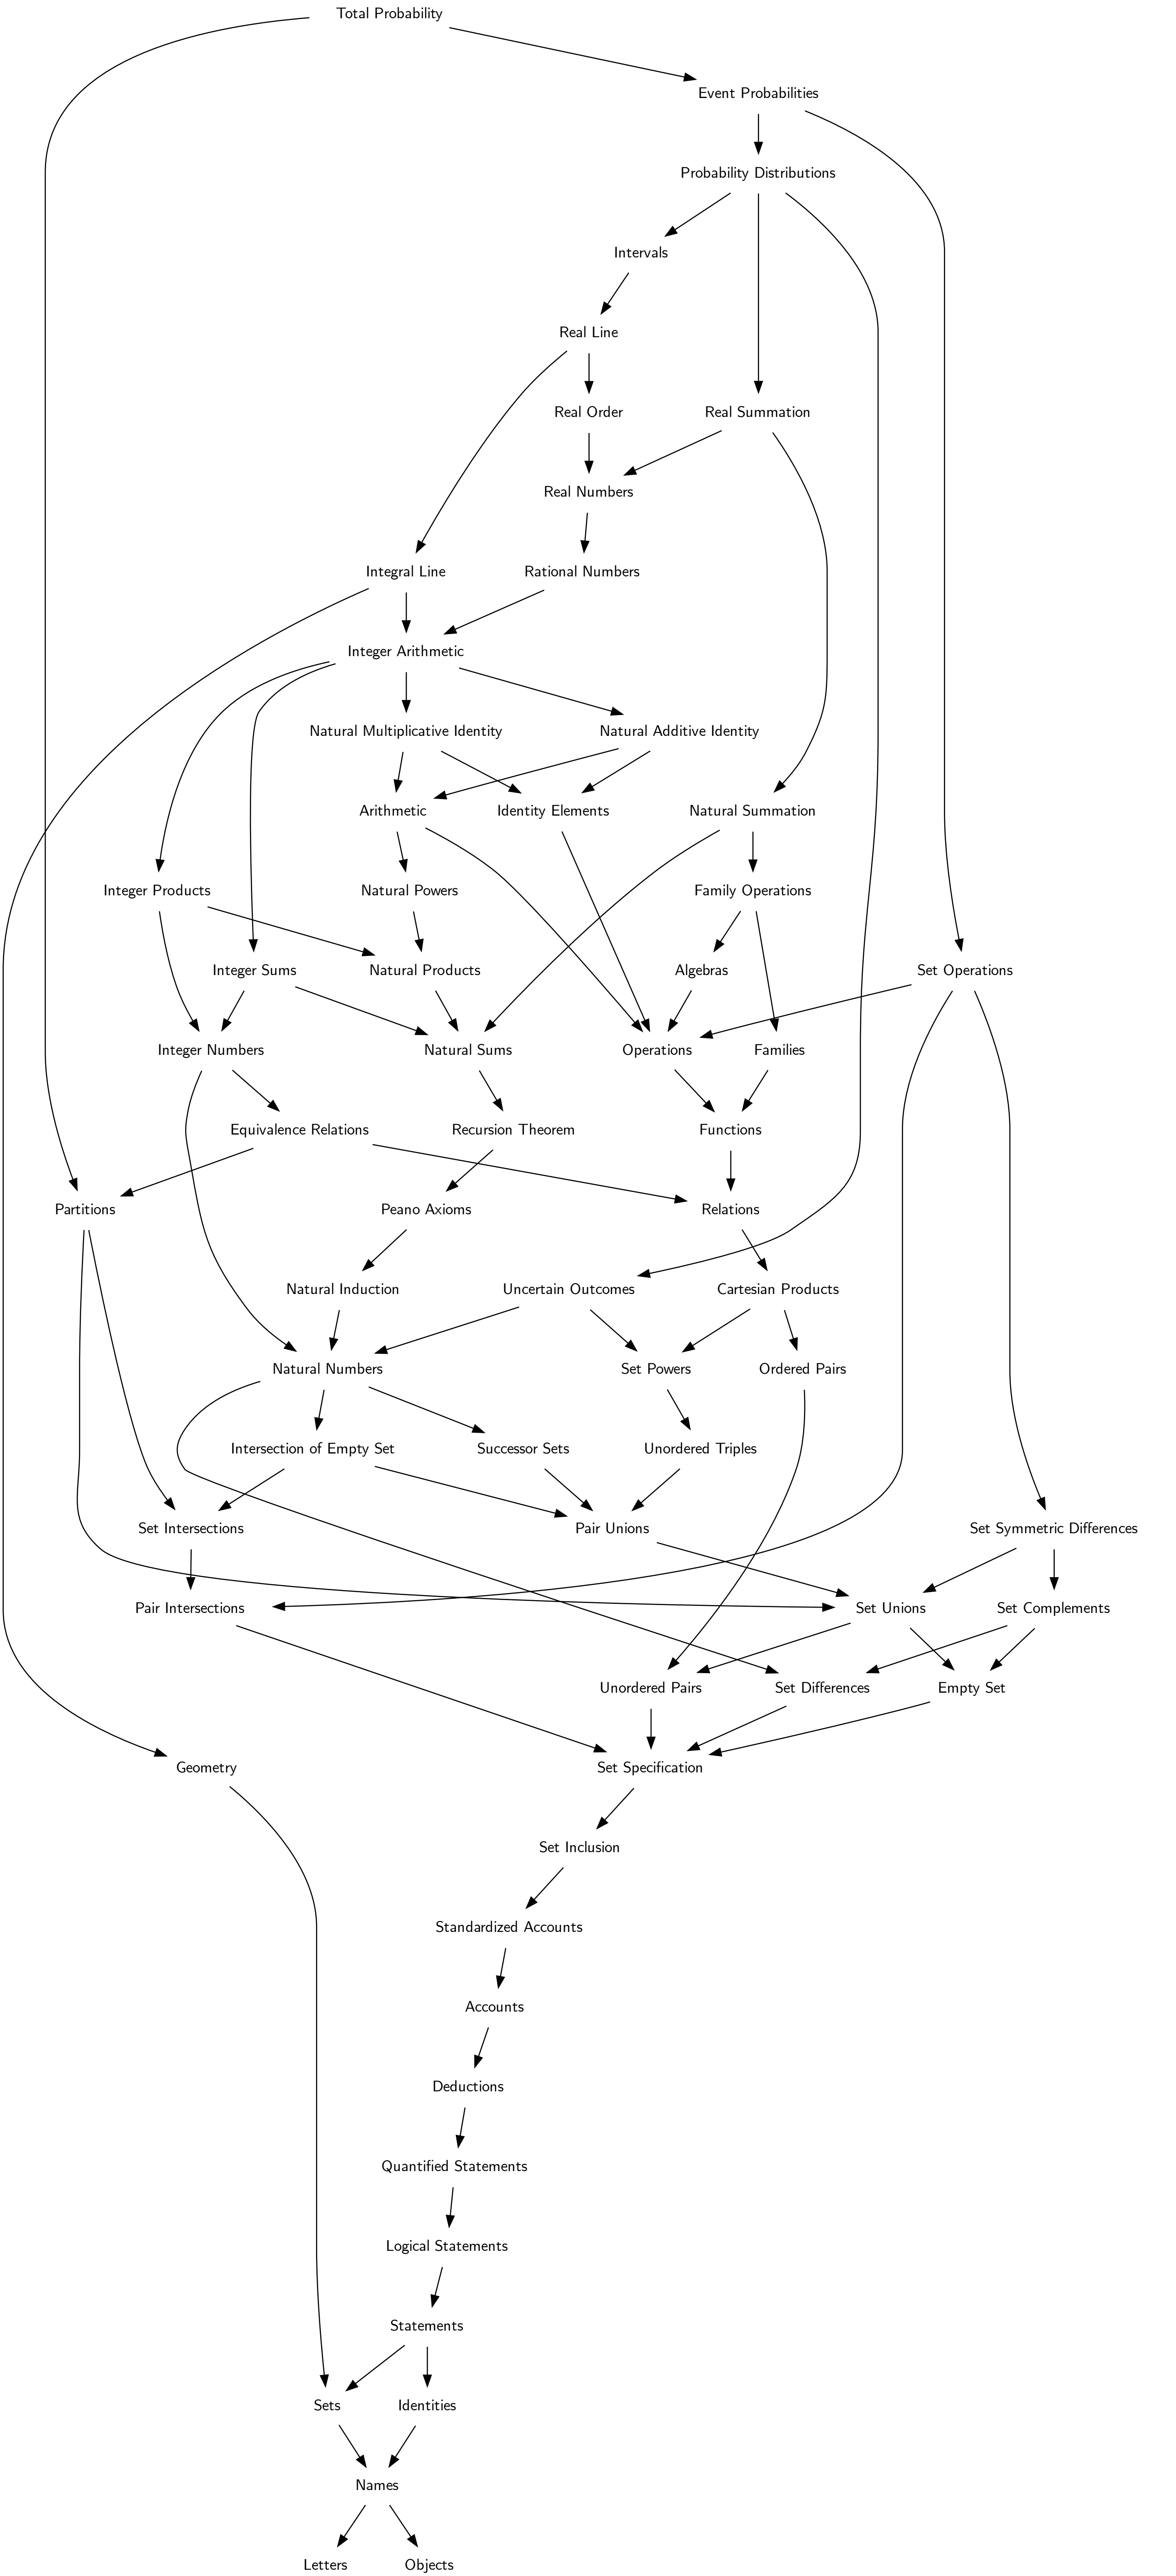 Total Probability
Event Probabilities
Probability Distributions
Intervals
Real Line
Real Order
Real Summation
Real Numbers
Integral Line
Rational Numbers
Integer Arithmetic
Natural Multiplicative Identity
Natural Additive Identity
Arithmetic
Identity Elements
Natural Summation
Integer Products
Natural Powers
Family Operations
Integer Sums
Natural Products
Algebras
Set Operations
Integer Numbers
Natural Sums
Operations
Families
Equivalence Relations
Recursion Theorem
Functions
Partitions
Peano Axioms
Relations
Natural Induction
Uncertain Outcomes
Cartesian Products
Natural Numbers
Set Powers
Ordered Pairs
Intersection of Empty Set
Successor Sets
Unordered Triples
Set Intersections
Pair Unions
Set Symmetric Differences
Pair Intersections
Set Unions
Set Complements
Unordered Pairs
Set Differences
Empty Set
Geometry
Set Specification
Set Inclusion
Standardized Accounts
Accounts
Deductions
Quantified Statements
Logical Statements
Statements
Sets
Identities
Names
Letters
Objects